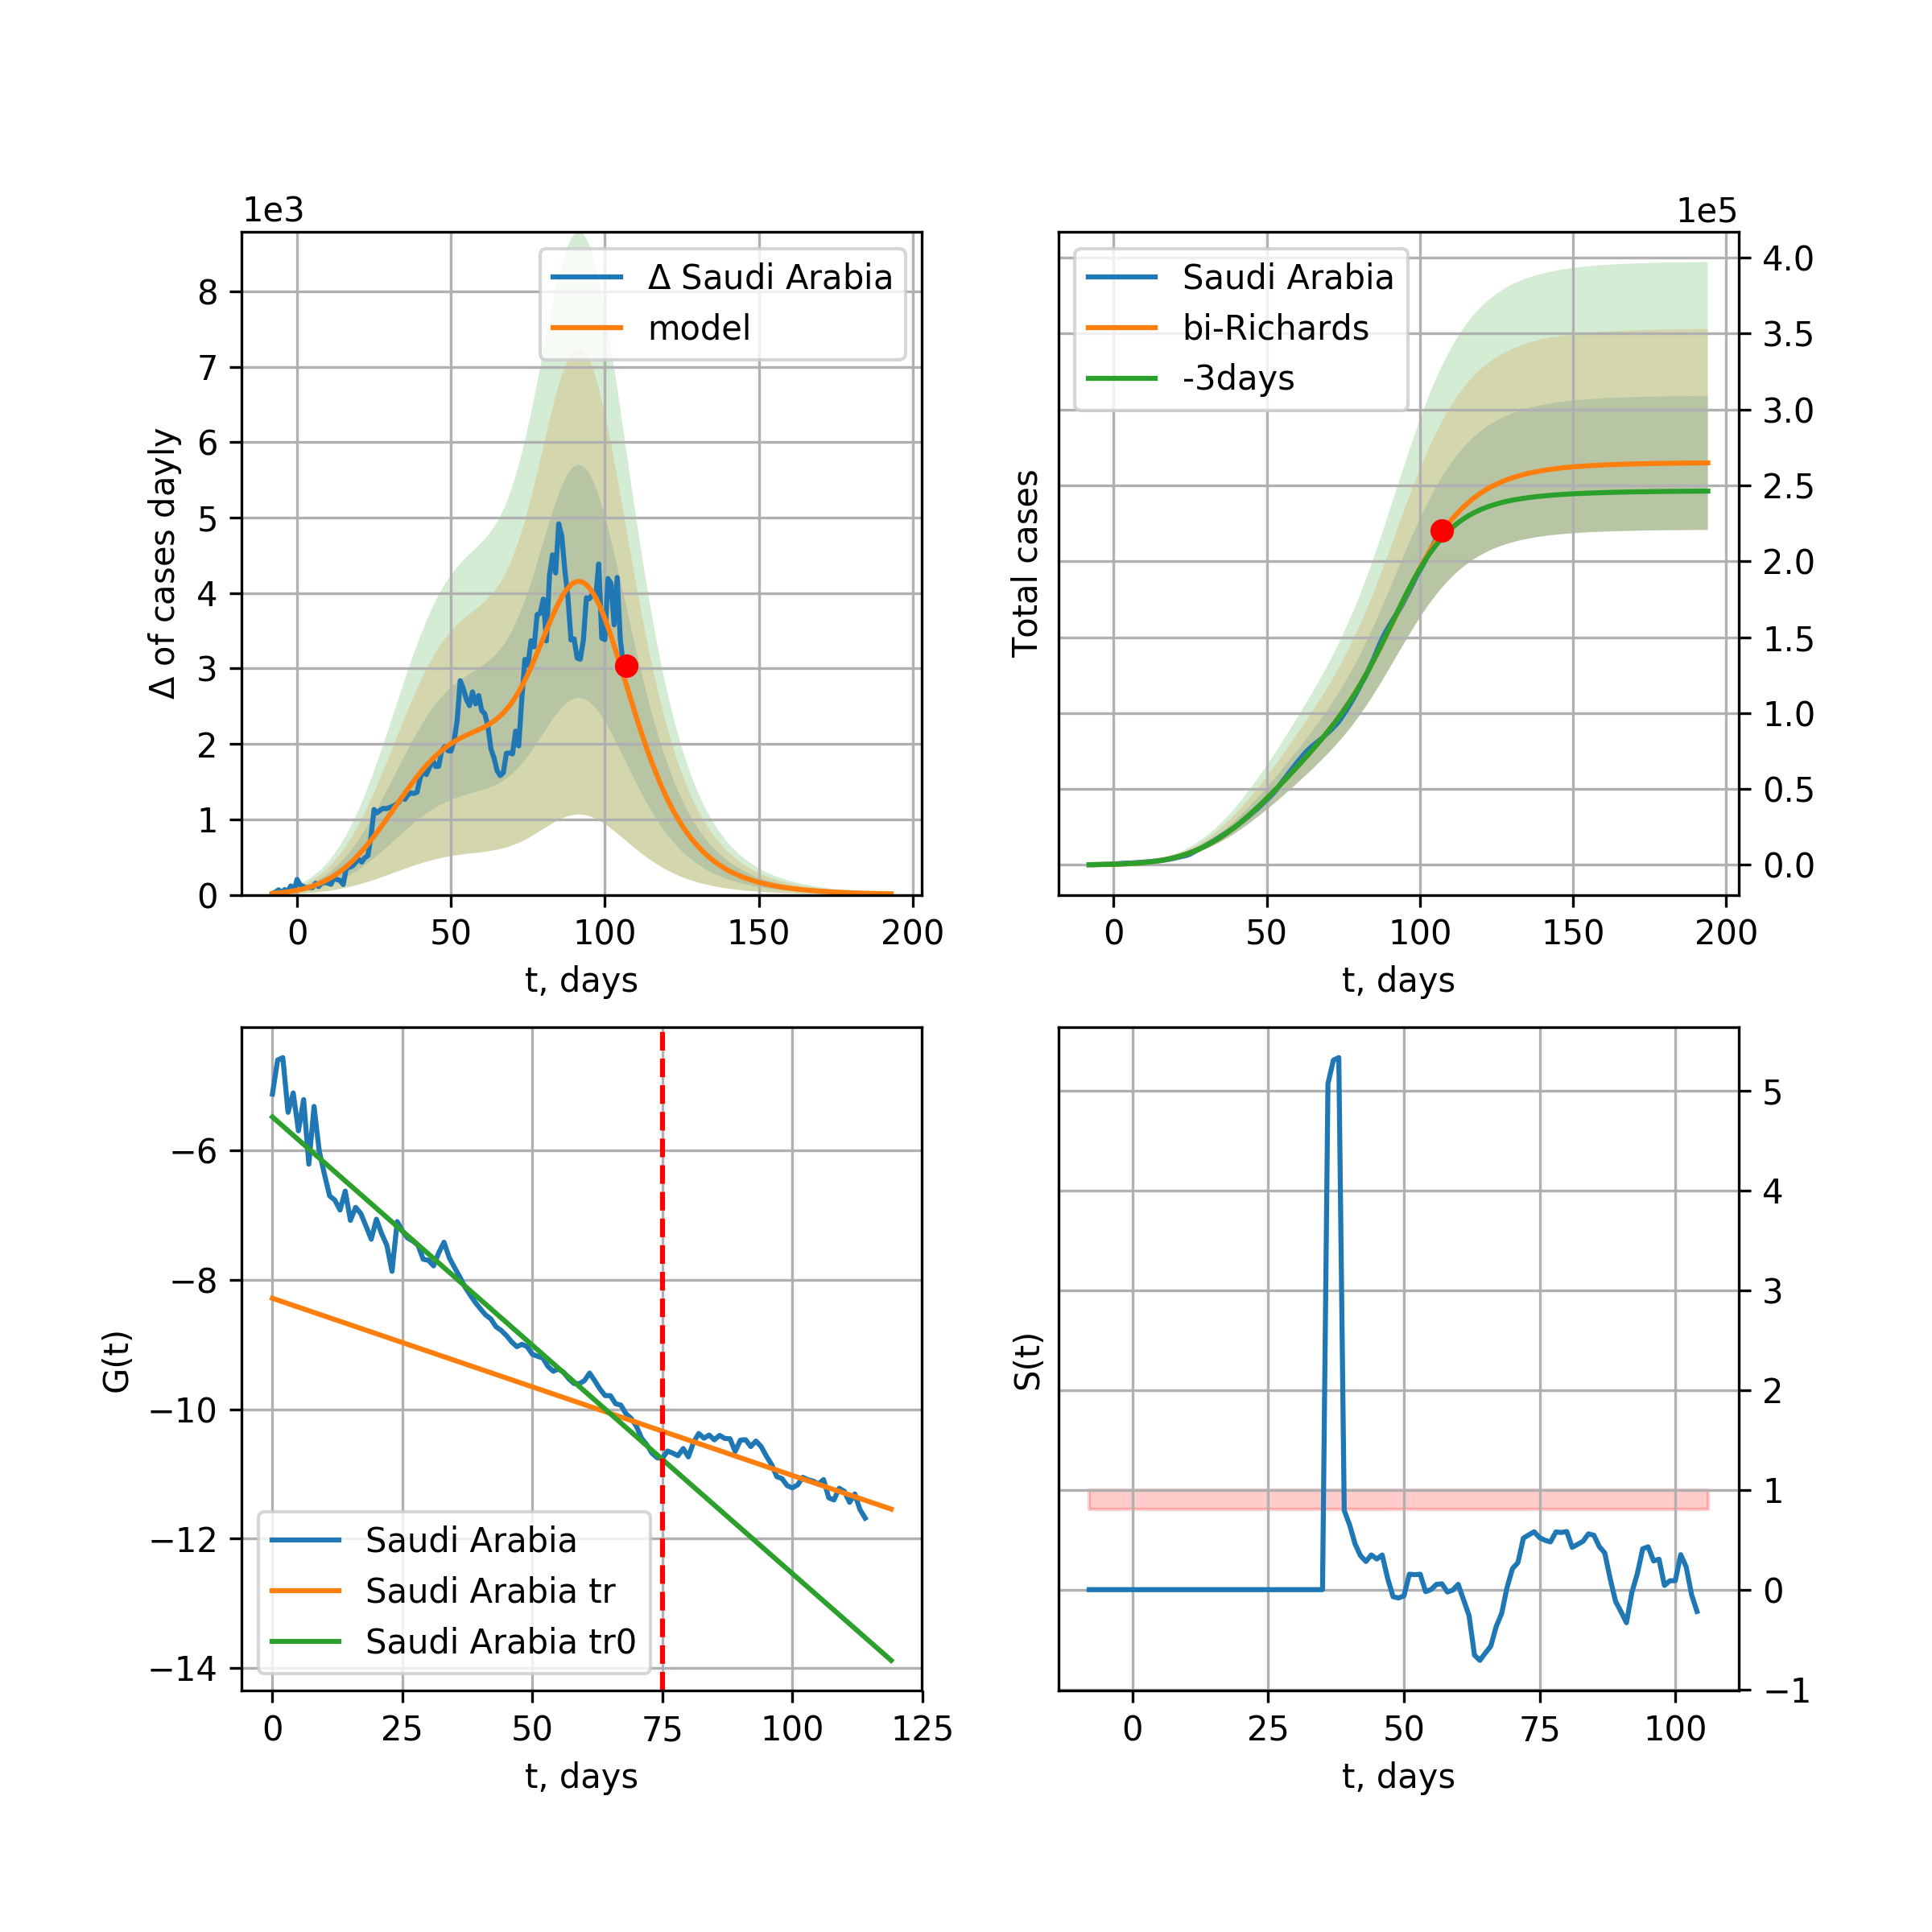 1e3
Δ Saudi Arabia
model
8
7
6
5
4
3
2
1
0
Δ of cases dayly
0 50 100 150 200
t, days
1e5
Saudi Arabia
bi-Richards
-3days
4.0
3.5
3.0
2.5
2.0
1.5
1.0
0.5
0.0
Total cases
0 50 100 150 200
t, days
−6
−8
−10
−12
−14
G(t)
Saudi Arabia
Saudi Arabia tr
Saudi Arabia tr0
0 25 50 75 100 125
t, days
5
4
3
2
1
0
−1
S(t)
0 25 50 75 100
t, days